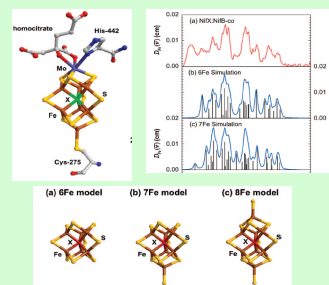 homocitrate
His-442
Mo
X
S
Fe
Cys-275
(a) NifX:NifB-co
(b) 6Fe Simulation
(c) 7Fe Simulation
0.02
0.01
0.00
0.02
0.00
0.02
0.01
0.00
(a) 6Fe model
(b) 7Fe model
(c) 8Fe model
X
S
Fe
X
S
Fe
X
S
Fe